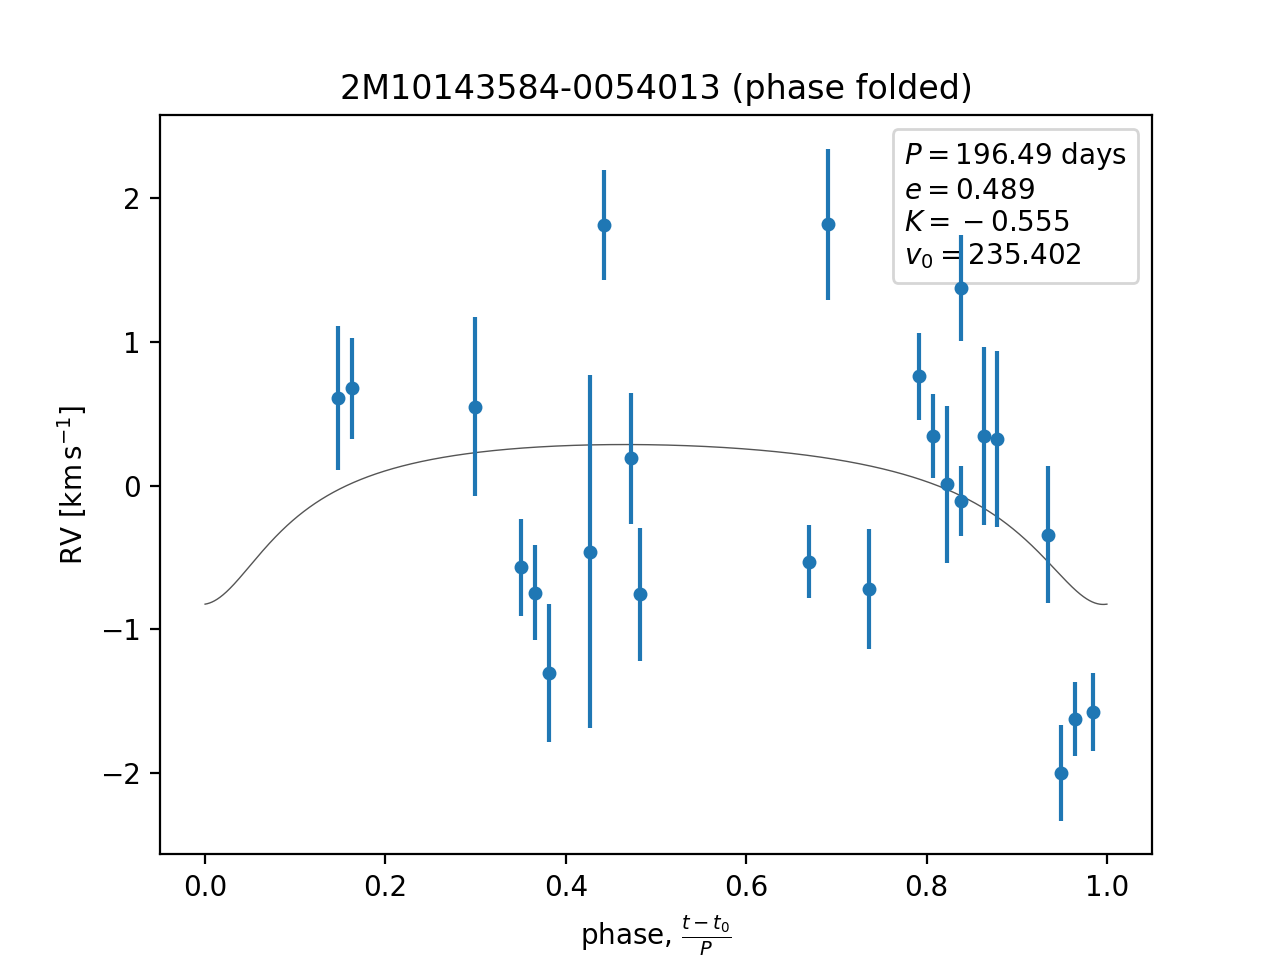 2M10143584-0054013 (phase folded)
P = 196.49 days
e = 0.489
K = −0.555
v₀ = 235.402
RV [km s⁻¹]
2
1
0
−1
−2
0.0 0.2 0.4 0.6 0.8 1.0
phase, (t − t₀)/P